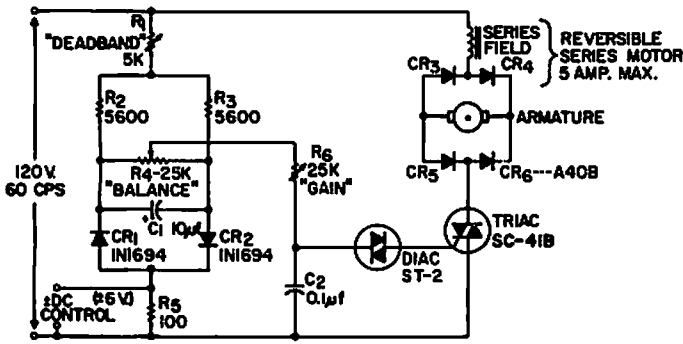 R1
"DEADBAND"
5K
SERIES
FIELD
REVERSIBLE
SERIES MOTOR
5 AMP. MAX.
CR3
CR4
R2
5600
R3
5600
ARMATURE
120V.
60 CPS
R4-25K
"BALANCE"
R6
25K
"GAIN"
CR5
CR6---A40B
+
C1 10µf
CR1
IN1694
CR2
IN1694
TRIAC
SC-41B
DIAC
ST-2
±DC (±6V)
CONTROL
R5
100
C2
0.1µf